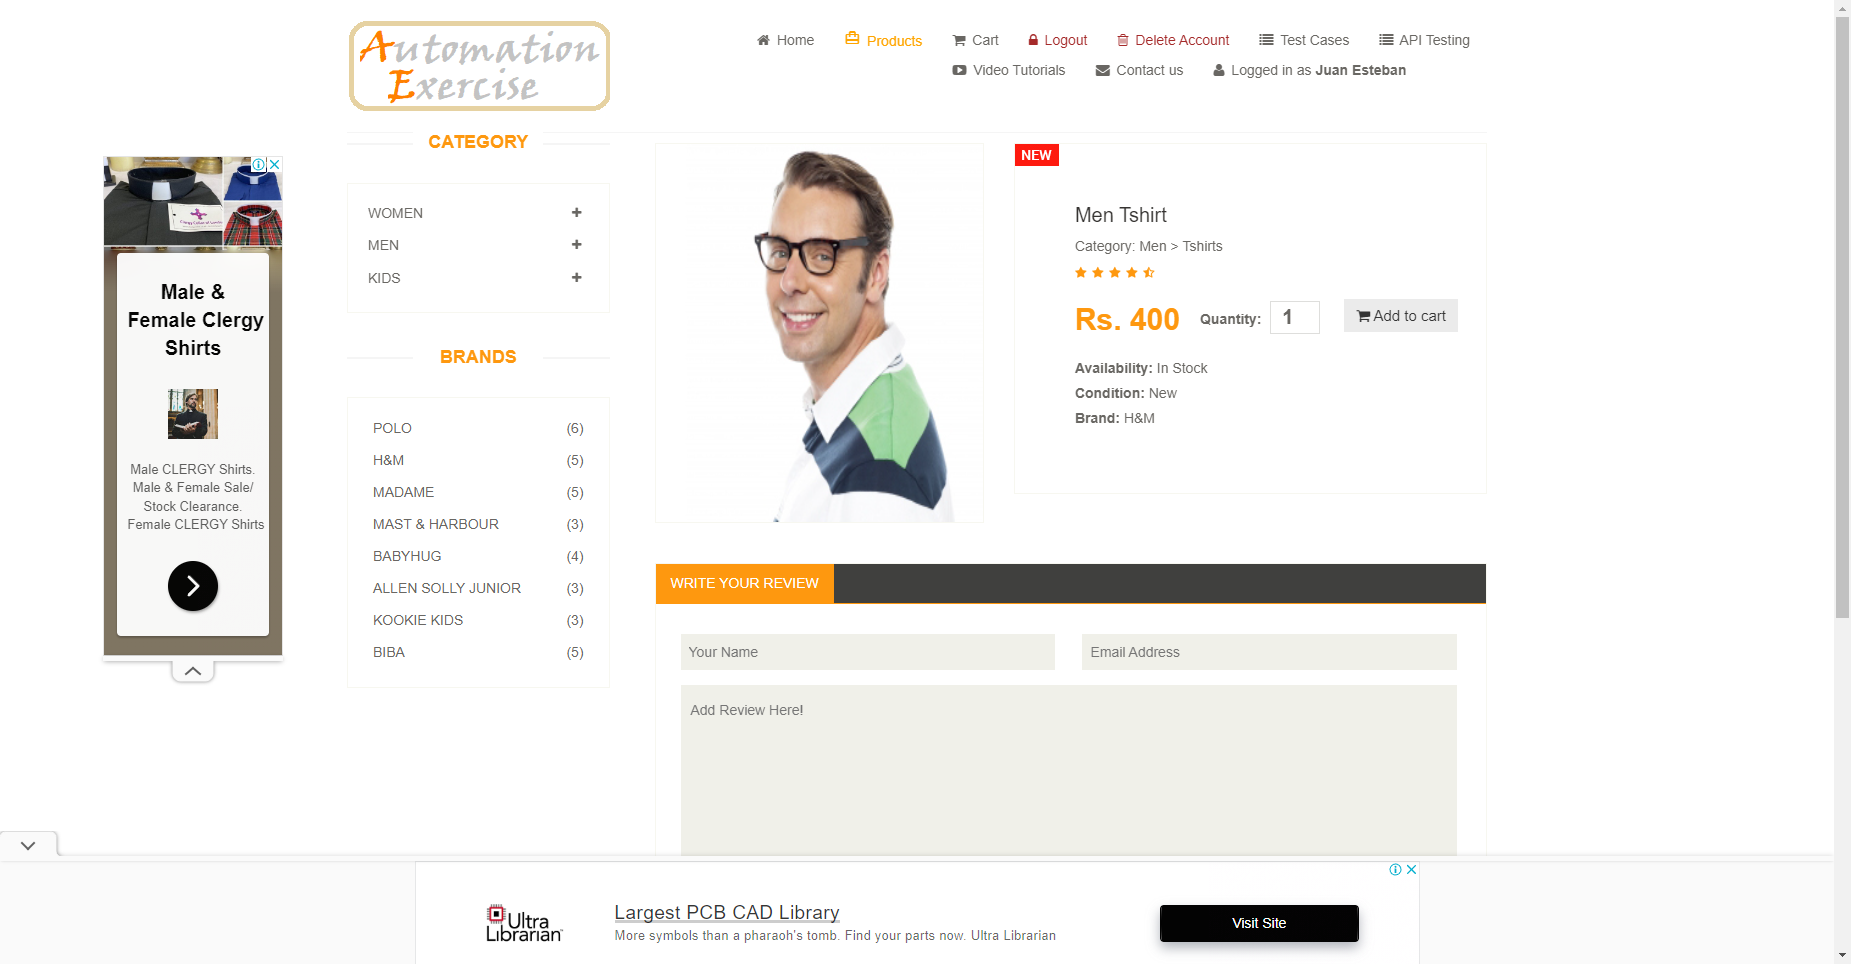 Automation
Exercise
Home
Products
Cart
Logout
Delete Account
Test Cases
API Testing
Video Tutorials
Contact us
Logged in as Juan Esteban
CATEGORY
WOMEN
MEN
KIDS
BRANDS
POLO (6)
H&M (5)
MADAME (5)
MAST & HARBOUR (3)
BABYHUG (4)
ALLEN SOLLY JUNIOR (3)
KOOKIE KIDS (3)
BIBA (5)
Male &
Female Clergy
Shirts
Male CLERGY Shirts.
Male & Female Sale/
Stock Clearance.
Female CLERGY Shirts
NEW
Men Tshirt
Category: Men > Tshirts
Rs. 400
Quantity: 1
Add to cart
Availability: In Stock
Condition: New
Brand: H&M
WRITE YOUR REVIEW
Your Name
Email Address
Add Review Here!
Ultra
Librarian
Largest PCB CAD Library
More symbols than a pharaoh's tomb. Find your parts now. Ultra Librarian
Visit Site